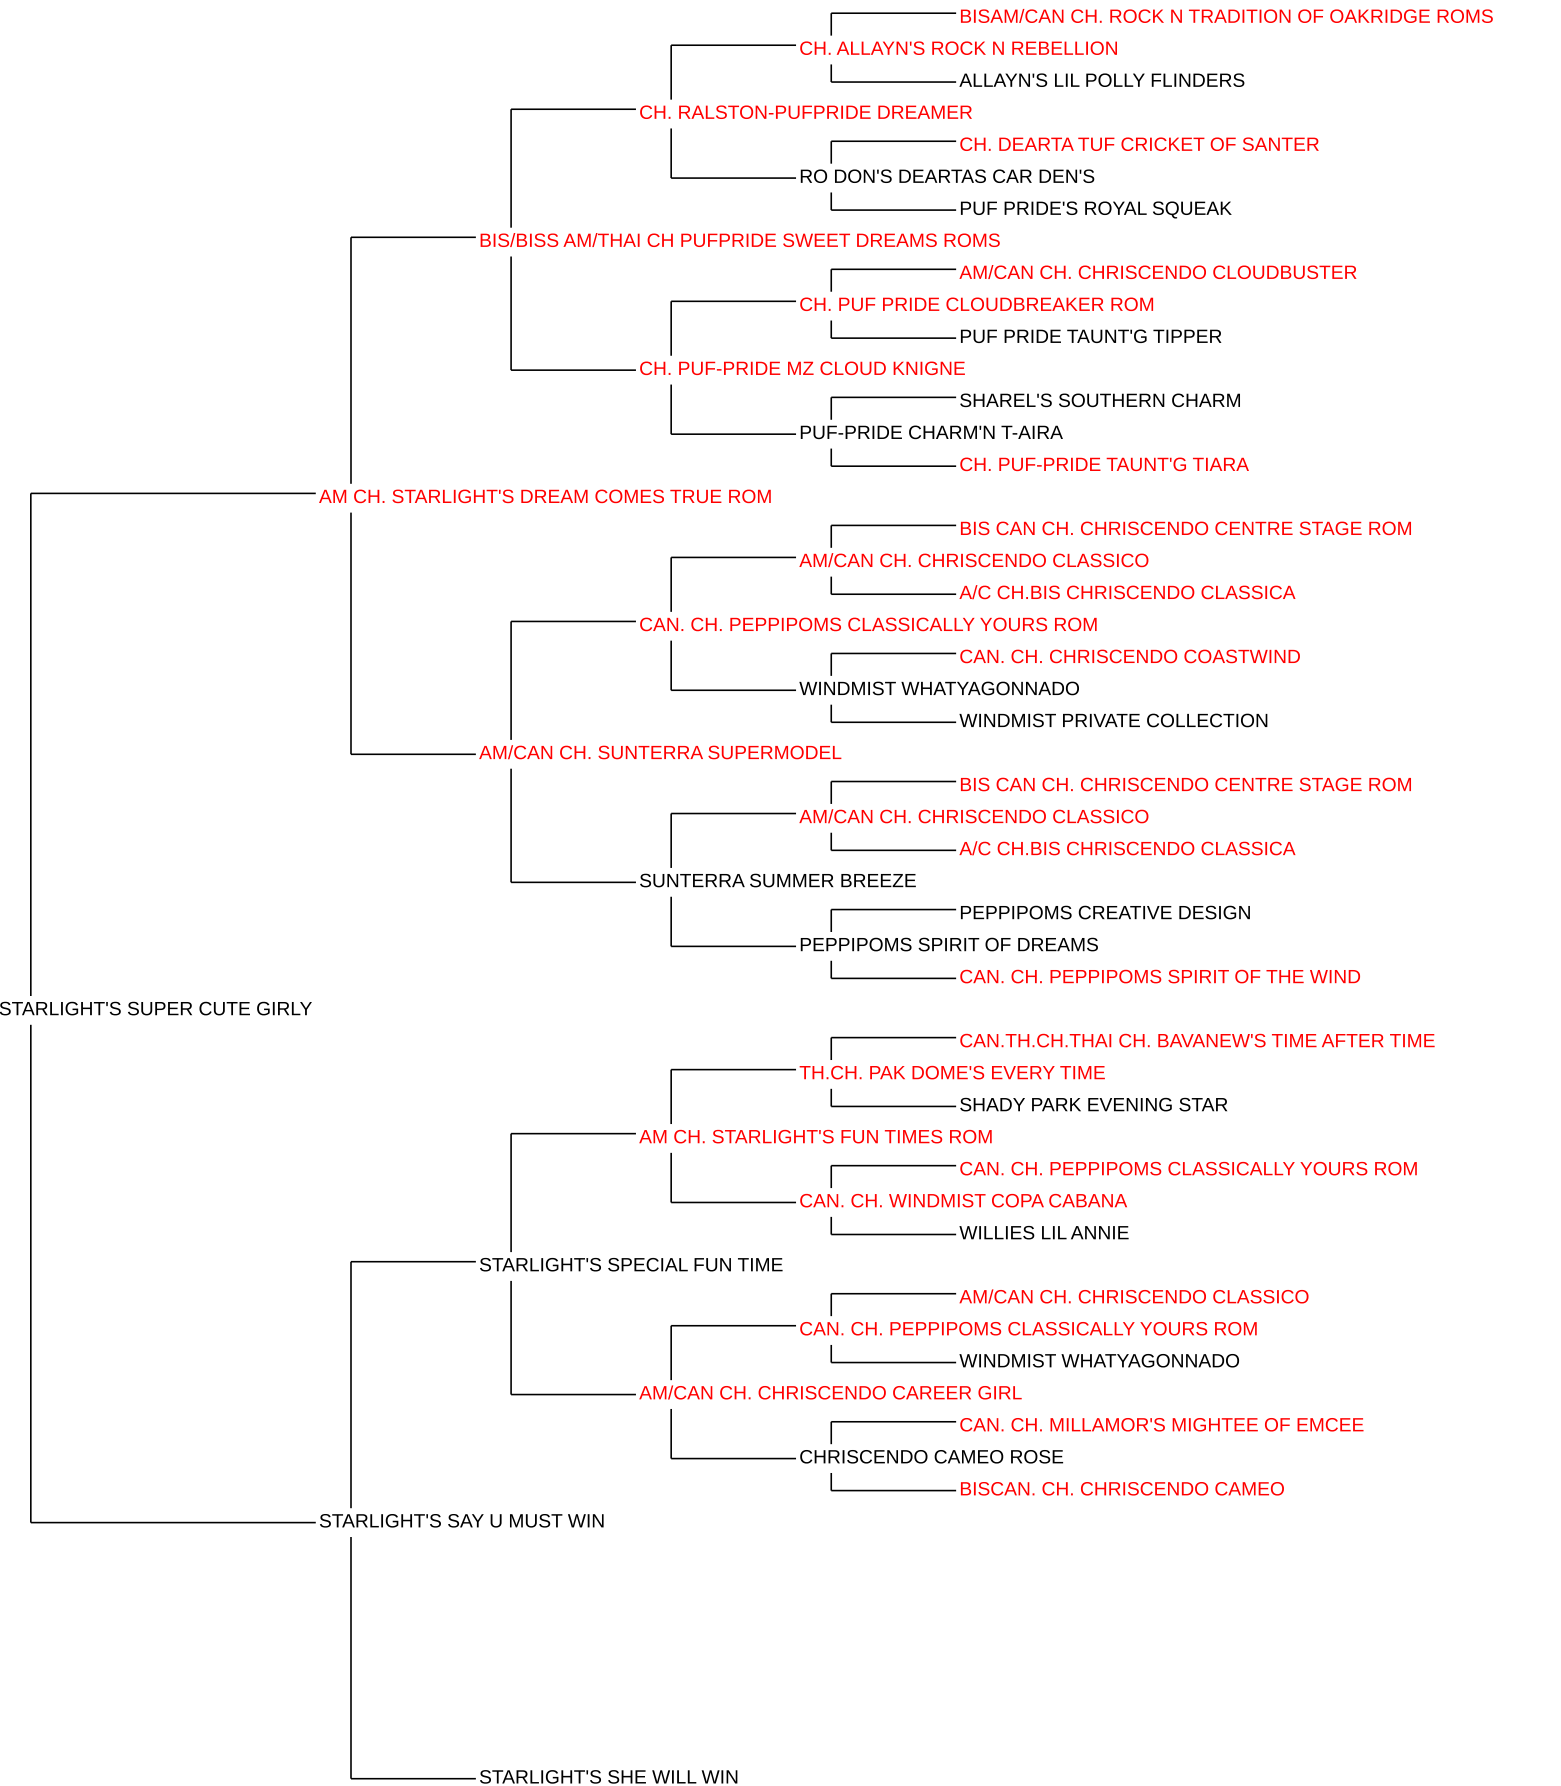 BISAM/CAN CH. ROCK N TRADITION OF OAKRIDGE ROMS
CH. ALLAYN'S ROCK N REBELLION
ALLAYN'S LIL POLLY FLINDERS
CH. RALSTON-PUFPRIDE DREAMER
CH. DEARTA TUF CRICKET OF SANTER
RO DON'S DEARTAS CAR DEN'S
PUF PRIDE'S ROYAL SQUEAK
BIS/BISS AM/THAI CH PUFPRIDE SWEET DREAMS ROMS
AM/CAN CH. CHRISCENDO CLOUDBUSTER
CH. PUF PRIDE CLOUDBREAKER ROM
PUF PRIDE TAUNT'G TIPPER
CH. PUF-PRIDE MZ CLOUD KNIGNE
SHAREL'S SOUTHERN CHARM
PUF-PRIDE CHARM'N T-AIRA
CH. PUF-PRIDE TAUNT'G TIARA
AM CH. STARLIGHT'S DREAM COMES TRUE ROM
BIS CAN CH. CHRISCENDO CENTRE STAGE ROM
AM/CAN CH. CHRISCENDO CLASSICO
A/C CH.BIS CHRISCENDO CLASSICA
CAN. CH. PEPPIPOMS CLASSICALLY YOURS ROM
CAN. CH. CHRISCENDO COASTWIND
WINDMIST WHATYAGONNADO
WINDMIST PRIVATE COLLECTION
AM/CAN CH. SUNTERRA SUPERMODEL
BIS CAN CH. CHRISCENDO CENTRE STAGE ROM
AM/CAN CH. CHRISCENDO CLASSICO
A/C CH.BIS CHRISCENDO CLASSICA
SUNTERRA SUMMER BREEZE
PEPPIPOMS CREATIVE DESIGN
PEPPIPOMS SPIRIT OF DREAMS
CAN. CH. PEPPIPOMS SPIRIT OF THE WIND
STARLIGHT'S SUPER CUTE GIRLY
CAN.TH.CH.THAI CH. BAVANEW'S TIME AFTER TIME
TH.CH. PAK DOME'S EVERY TIME
SHADY PARK EVENING STAR
AM CH. STARLIGHT'S FUN TIMES ROM
CAN. CH. PEPPIPOMS CLASSICALLY YOURS ROM
CAN. CH. WINDMIST COPA CABANA
WILLIES LIL ANNIE
STARLIGHT'S SPECIAL FUN TIME
AM/CAN CH. CHRISCENDO CLASSICO
CAN. CH. PEPPIPOMS CLASSICALLY YOURS ROM
WINDMIST WHATYAGONNADO
AM/CAN CH. CHRISCENDO CAREER GIRL
CAN. CH. MILLAMOR'S MIGHTEE OF EMCEE
CHRISCENDO CAMEO ROSE
BISCAN. CH. CHRISCENDO CAMEO
STARLIGHT'S SAY U MUST WIN
STARLIGHT'S SHE WILL WIN